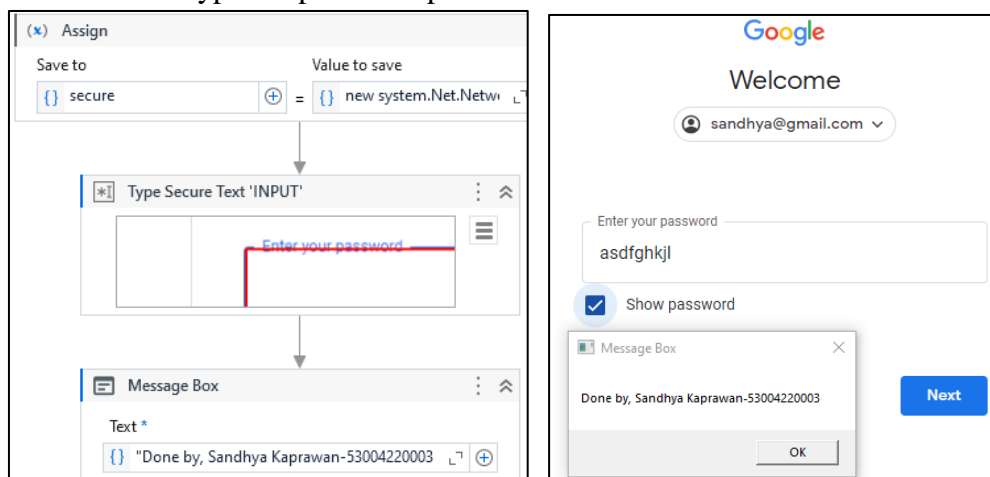 (x) Assign
Save to
Value to save
{} secure
=
{} new system.Net.Netw
Type Secure Text 'INPUT'
Enter your password
Message Box
Text *
{} "Done by, Sandhya Kaprawan-53004220003
Google
Welcome
sandhya@gmail.com
Enter your password
asdfghkjl
Show password
Message Box
Done by, Sandhya Kaprawan-53004220003
OK
Next